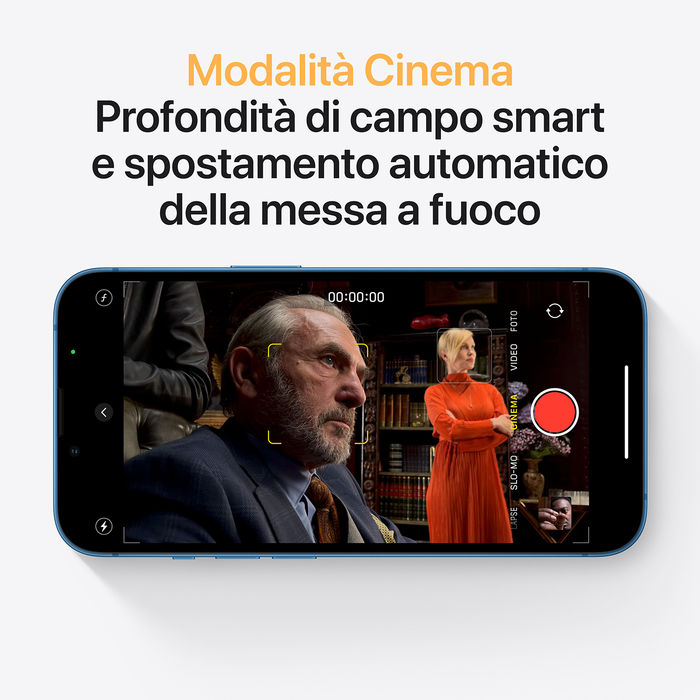 Modalità Cinema
Profondità di campo smart
e spostamento automatico
della messa a fuoco
00:00:00
FOTO
VIDEO
CINEMA
SLO-MO
LAPSE